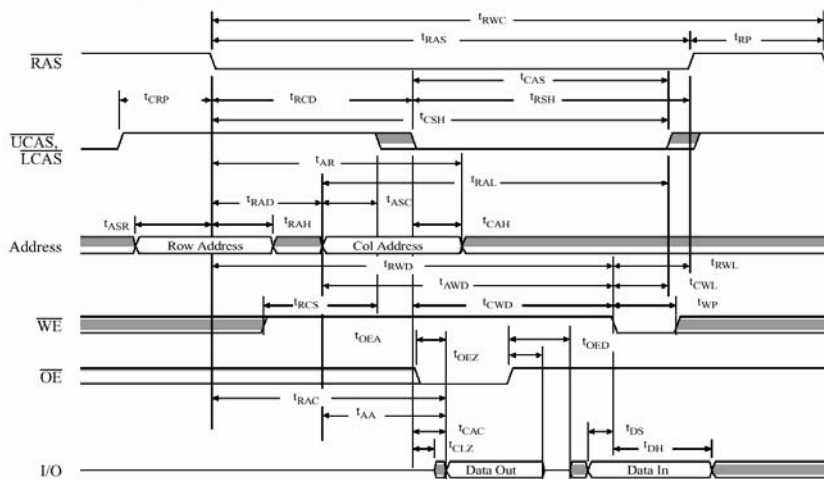 tRWC
tRAS tRP
RAS
tCAS
tCRP tRCD tRSH
tCSH
UCAS,
LCAS
tAR
tRAL
tRAD tASC
tASR tRAH tCAH
Address Row Address Col Address
tRWD tRWL
tAWD tCWL
tRCS tCWD tWP
WE
tOEA tOED
tOEZ
OE
tRAC
tAA
tCAC tDS
tCLZ tDH
I/O Data Out Data In